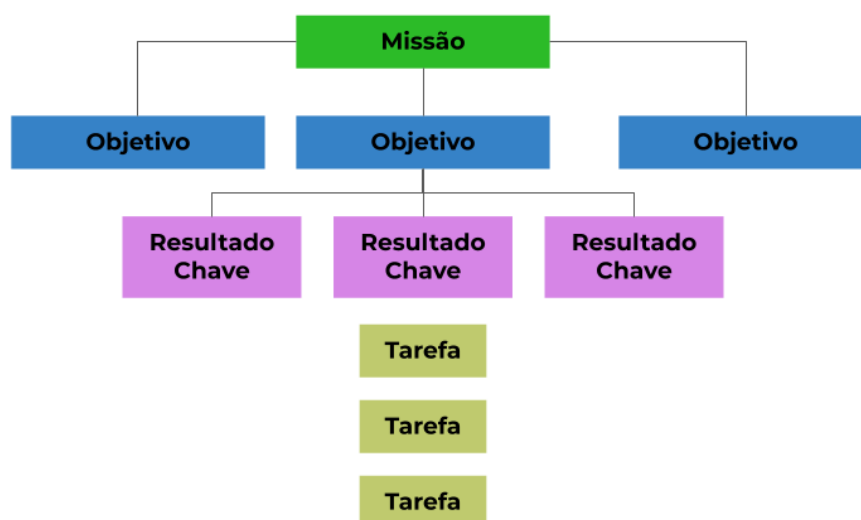 Missão
Objetivo
Objetivo
Objetivo
Resultado
Chave
Resultado
Chave
Resultado
Chave
Tarefa
Tarefa
Tarefa